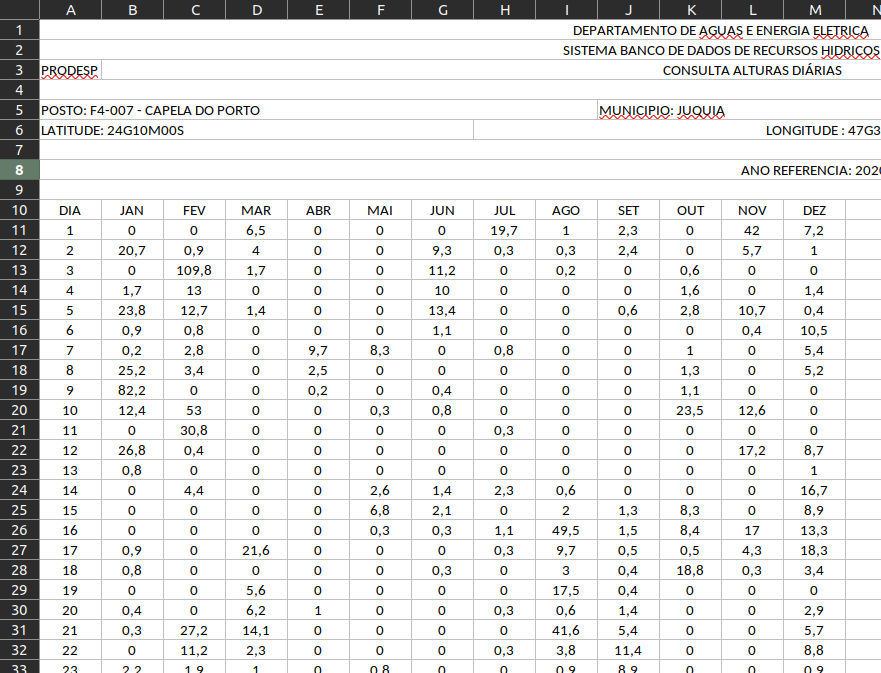 A B C D E F G H I J K L M N
1 DEPARTAMENTO DE AGUAS E ENERGIA ELETRICA
2 SISTEMA BANCO DE DADOS DE RECURSOS HIDRICOS
3 PRODESP CONSULTA ALTURAS DIÁRIAS
4
5 POSTO: F4-007 - CAPELA DO PORTO MUNICIPIO: JUQUIA
6 LATITUDE: 24G10M00S LONGITUDE : 47G3
7
8 ANO REFERENCIA: 2020
9
10 DIA JAN FEV MAR ABR MAI JUN JUL AGO SET OUT NOV DEZ
11 1 0 0 6,5 0 0 0 19,7 1 2,3 0 42 7,2
12 2 20,7 0,9 4 0 0 9,3 0,3 0,3 2,4 0 5,7 1
13 3 0 109,8 1,7 0 0 11,2 0 0,2 0 0,6 0 0
14 4 1,7 13 0 0 0 10 0 0 0 1,6 0 1,4
15 5 23,8 12,7 1,4 0 0 13,4 0 0 0,6 2,8 10,7 0,4
16 6 0,9 0,8 0 0 0 1,1 0 0 0 0 0,4 10,5
17 7 0,2 2,8 0 9,7 8,3 0 0,8 0 0 1 0 5,4
18 8 25,2 3,4 0 2,5 0 0 0 0 0 1,3 0 5,2
19 9 82,2 0 0 0,2 0 0,4 0 0 0 1,1 0 0
20 10 12,4 53 0 0 0,3 0,8 0 0 0 23,5 12,6 0
21 11 0 30,8 0 0 0 0 0,3 0 0 0 0 0
22 12 26,8 0,4 0 0 0 0 0 0 0 0 17,2 8,7
23 13 0,8 0 0 0 0 0 0 0 0 0 0 1
24 14 0 4,4 0 0 2,6 1,4 2,3 0,6 0 0 0 16,7
25 15 0 0 0 0 6,8 2,1 0 2 1,3 8,3 0 8,9
26 16 0 0 0 0 0,3 0,3 1,1 49,5 1,5 8,4 17 13,3
27 17 0,9 0 21,6 0 0 0 0,3 9,7 0,5 0,5 4,3 18,3
28 18 0,8 0 0 0 0 0,3 0 3 0,4 18,8 0,3 3,4
29 19 0 0 5,6 0 0 0 0 17,5 0,4 0 0 0
30 20 0,4 0 6,2 1 0 0 0,3 0,6 1,4 0 0 2,9
31 21 0,3 27,2 14,1 0 0 0 0 41,6 5,4 0 0 5,7
32 22 0 11,2 2,3 0 0 0 0,3 3,8 11,4 0 0 8,8
33 23 2,2 1,9 1 0 0,8 0 0 0,9 8,9 0 0 0,9